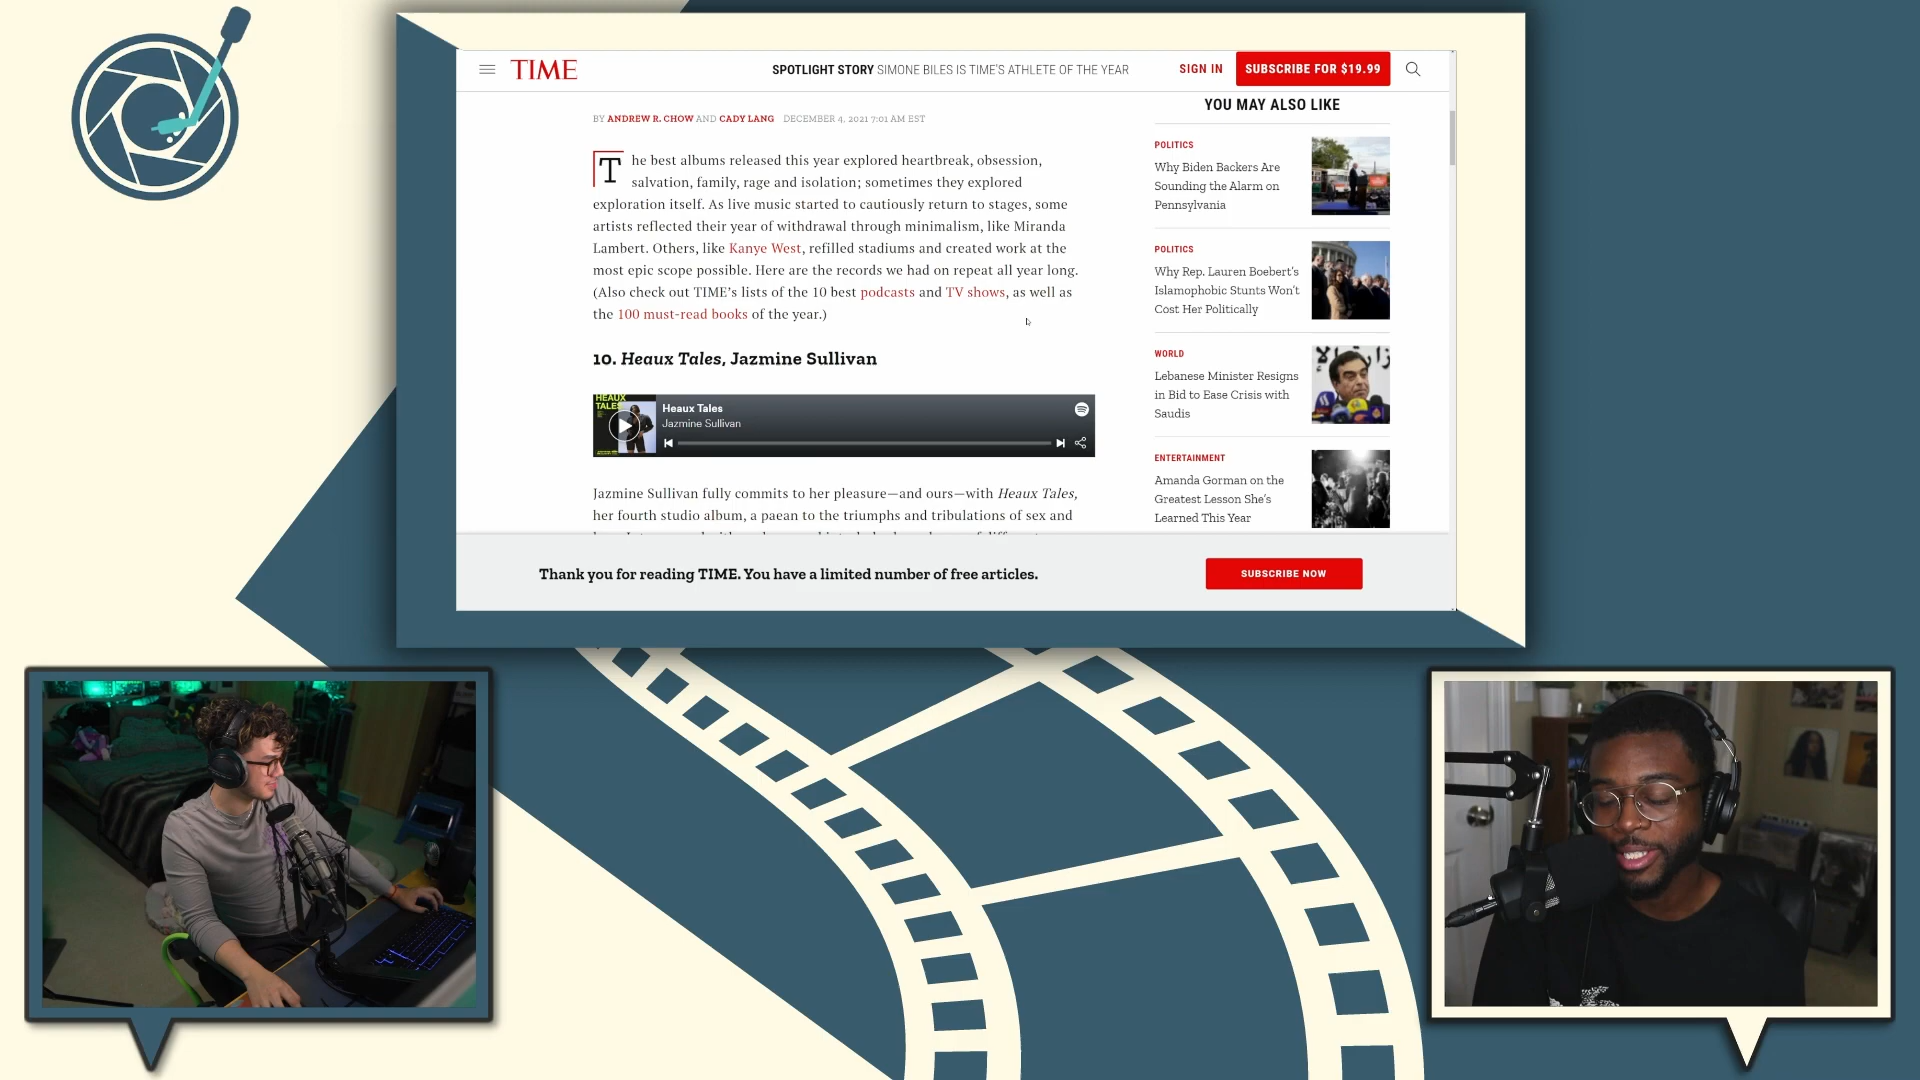 TIME
SPOTLIGHT STORY SIMONE BILES IS TIME'S ATHLETE OF THE YEAR
SIGN IN
SUBSCRIBE FOR $19.99
BY ANDREW R. CHOW AND CADY LANG DECEMBER 4, 2021 7:01 AM EST
The best albums released this year explored heartbreak, obsession,
salvation, family, rage and isolation; sometimes they explored
exploration itself. As live music started to cautiously return to stages, some
artists reflected their year of withdrawal through minimalism, like Miranda
Lambert. Others, like Kanye West, refilled stadiums and created work at the
most epic scope possible. Here are the records we had on repeat all year long.
(Also check out TIME's lists of the 10 best podcasts and TV shows, as well as
the 100 must-read books of the year.)
10. Heaux Tales, Jazmine Sullivan
HEAUX
TALES
Heaux Tales
Jazmine Sullivan
Jazmine Sullivan fully commits to her pleasure—and ours—with Heaux Tales,
her fourth studio album, a paean to the triumphs and tribulations of sex and
YOU MAY ALSO LIKE
POLITICS
Why Biden Backers Are
Sounding the Alarm on
Pennsylvania
POLITICS
Why Rep. Lauren Boebert's
Islamophobic Stunts Won't
Cost Her Politically
WORLD
Lebanese Minister Resigns
in Bid to Ease Crisis with
Saudis
ENTERTAINMENT
Amanda Gorman on the
Greatest Lesson She's
Learned This Year
Thank you for reading TIME. You have a limited number of free articles.
SUBSCRIBE NOW